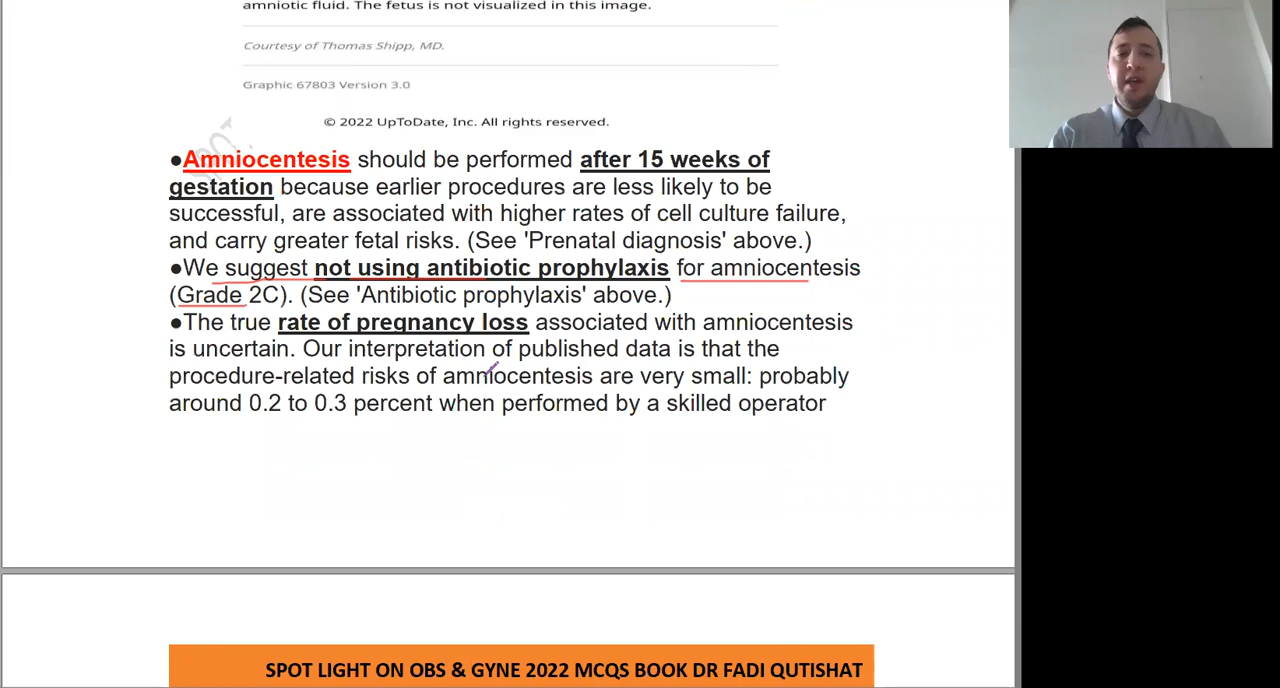 amniotic fluid. The fetus is not visualized in this image.
Courtesy of Thomas Shipp, MD.
Graphic 67803 Version 3.0
© 2022 UpToDate, Inc. All rights reserved.
SPOT
●Amniocentesis should be performed after 15 weeks of
gestation because earlier procedures are less likely to be
successful, are associated with higher rates of cell culture failure,
and carry greater fetal risks. (See 'Prenatal diagnosis' above.)
●We suggest not using antibiotic prophylaxis for amniocentesis
(Grade 2C). (See 'Antibiotic prophylaxis' above.)
●The true rate of pregnancy loss associated with amniocentesis
is uncertain. Our interpretation of published data is that the
procedure-related risks of amniocentesis are very small: probably
around 0.2 to 0.3 percent when performed by a skilled operator
SPOT LIGHT ON OBS & GYNE 2022 MCQS BOOK DR FADI QUTISHAT